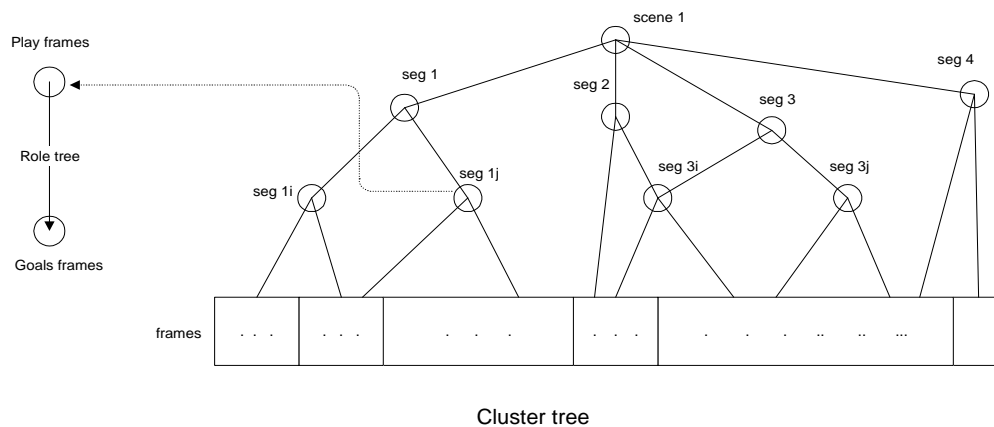 scene 1
Play frames
seg 1
seg 4
seg 2
seg 3
Role tree
seg 1i
seg 1j
seg 3i
seg 3j
Goals frames
frames
. . .
. . .
. . .
. . .
. . . .. .. ...
Cluster tree